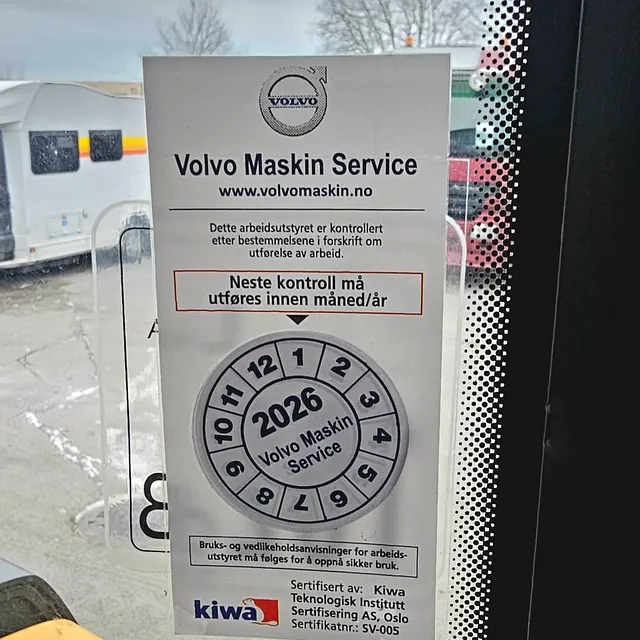 VOLVO
Volvo Maskin Service
www.volvomaskin.no
Dette arbeidsutstyret er kontrollert
etter bestemmelsene i forskrift om
utførelse av arbeid.
Neste kontroll må
utføres innen måned/år
1
2
3
4
5
6
7
8
9
10
11
12
2026
Volvo Maskin
Service
Bruks- og vedlikeholdsanvisninger for arbeids-
utstyret må følges for å oppnå sikker bruk.
kiwa
Sertifisert av: Kiwa
Teknologisk Institutt
Sertifisering AS, Oslo
Sertifikatnr.: SV-005